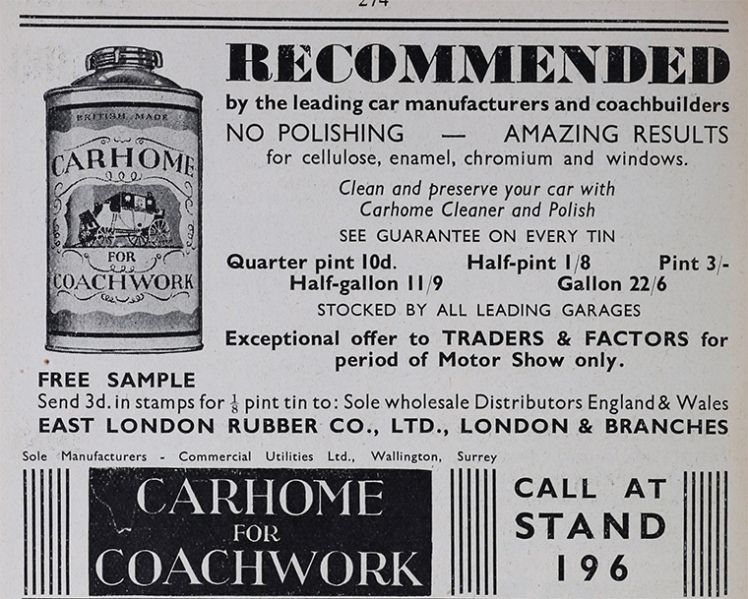 274
RECOMMENDED
by the leading car manufacturers and coachbuilders
NO POLISHING — AMAZING RESULTS
for cellulose, enamel, chromium and windows.
Clean and preserve your car with
Carhome Cleaner and Polish
SEE GUARANTEE ON EVERY TIN
Quarter pint 10d. Half-pint 1/8 Pint 3/-
Half-gallon 11/9 Gallon 22/6
STOCKED BY ALL LEADING GARAGES
Exceptional offer to TRADERS & FACTORS for
period of Motor Show only.
BRITISH MADE
CARHOME
FOR
COACHWORK
FREE SAMPLE
Send 3d. in stamps for ⅛ pint tin to: Sole wholesale Distributors England & Wales
EAST LONDON RUBBER CO., LTD., LONDON & BRANCHES
Sole Manufacturers - Commercial Utilities Ltd., Wallington, Surrey
CARHOME
FOR
COACHWORK
CALL AT
STAND
196